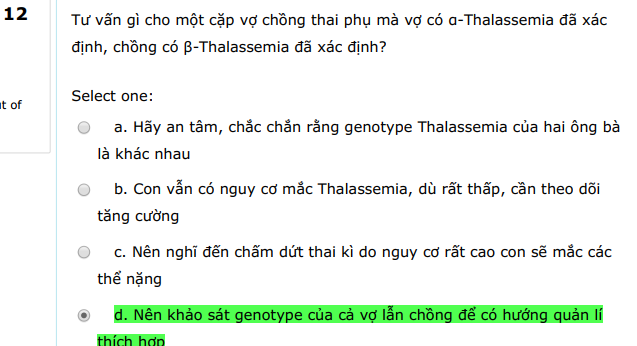 12
Tư vấn gì cho một cặp vợ chồng thai phụ mà vợ có α-Thalassemia đã xác
định, chồng có β-Thalassemia đã xác định?
t of
Select one:
a. Hãy an tâm, chắc chắn rằng genotype Thalassemia của hai ông bà
là khác nhau
b. Con vẫn có nguy cơ mắc Thalassemia, dù rất thấp, cần theo dõi
tăng cường
c. Nên nghĩ đến chấm dứt thai kì do nguy cơ rất cao con sẽ mắc các
thể nặng
d. Nên khảo sát genotype của cả vợ lẫn chồng để có hướng quản lí
thích hợp